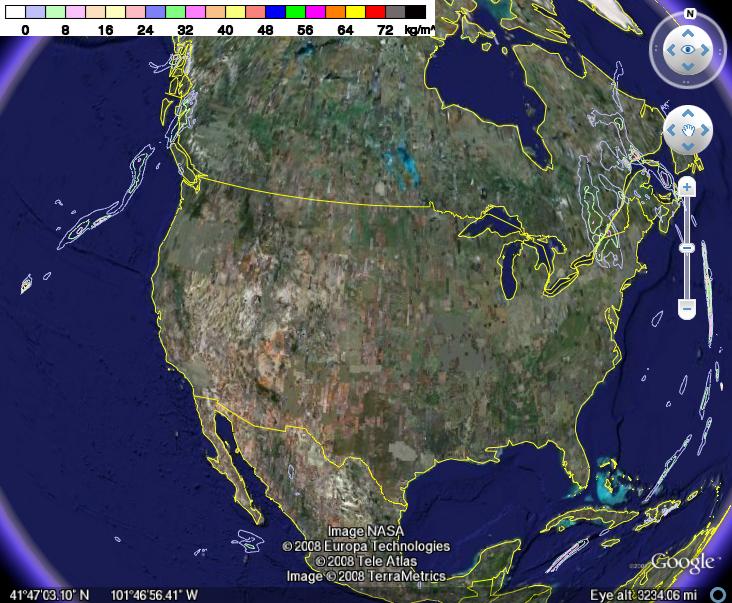 0 8 16 24 32 40 48 56 64 72 kg/m^
N
Image NASA
©2008 Europa Technologies
©2008 Tele Atlas
Image © 2008 TerraMetrics
©2008 Google
41°47'03.10" N 101°46'56.41" W Eye alt 3234.06 mi